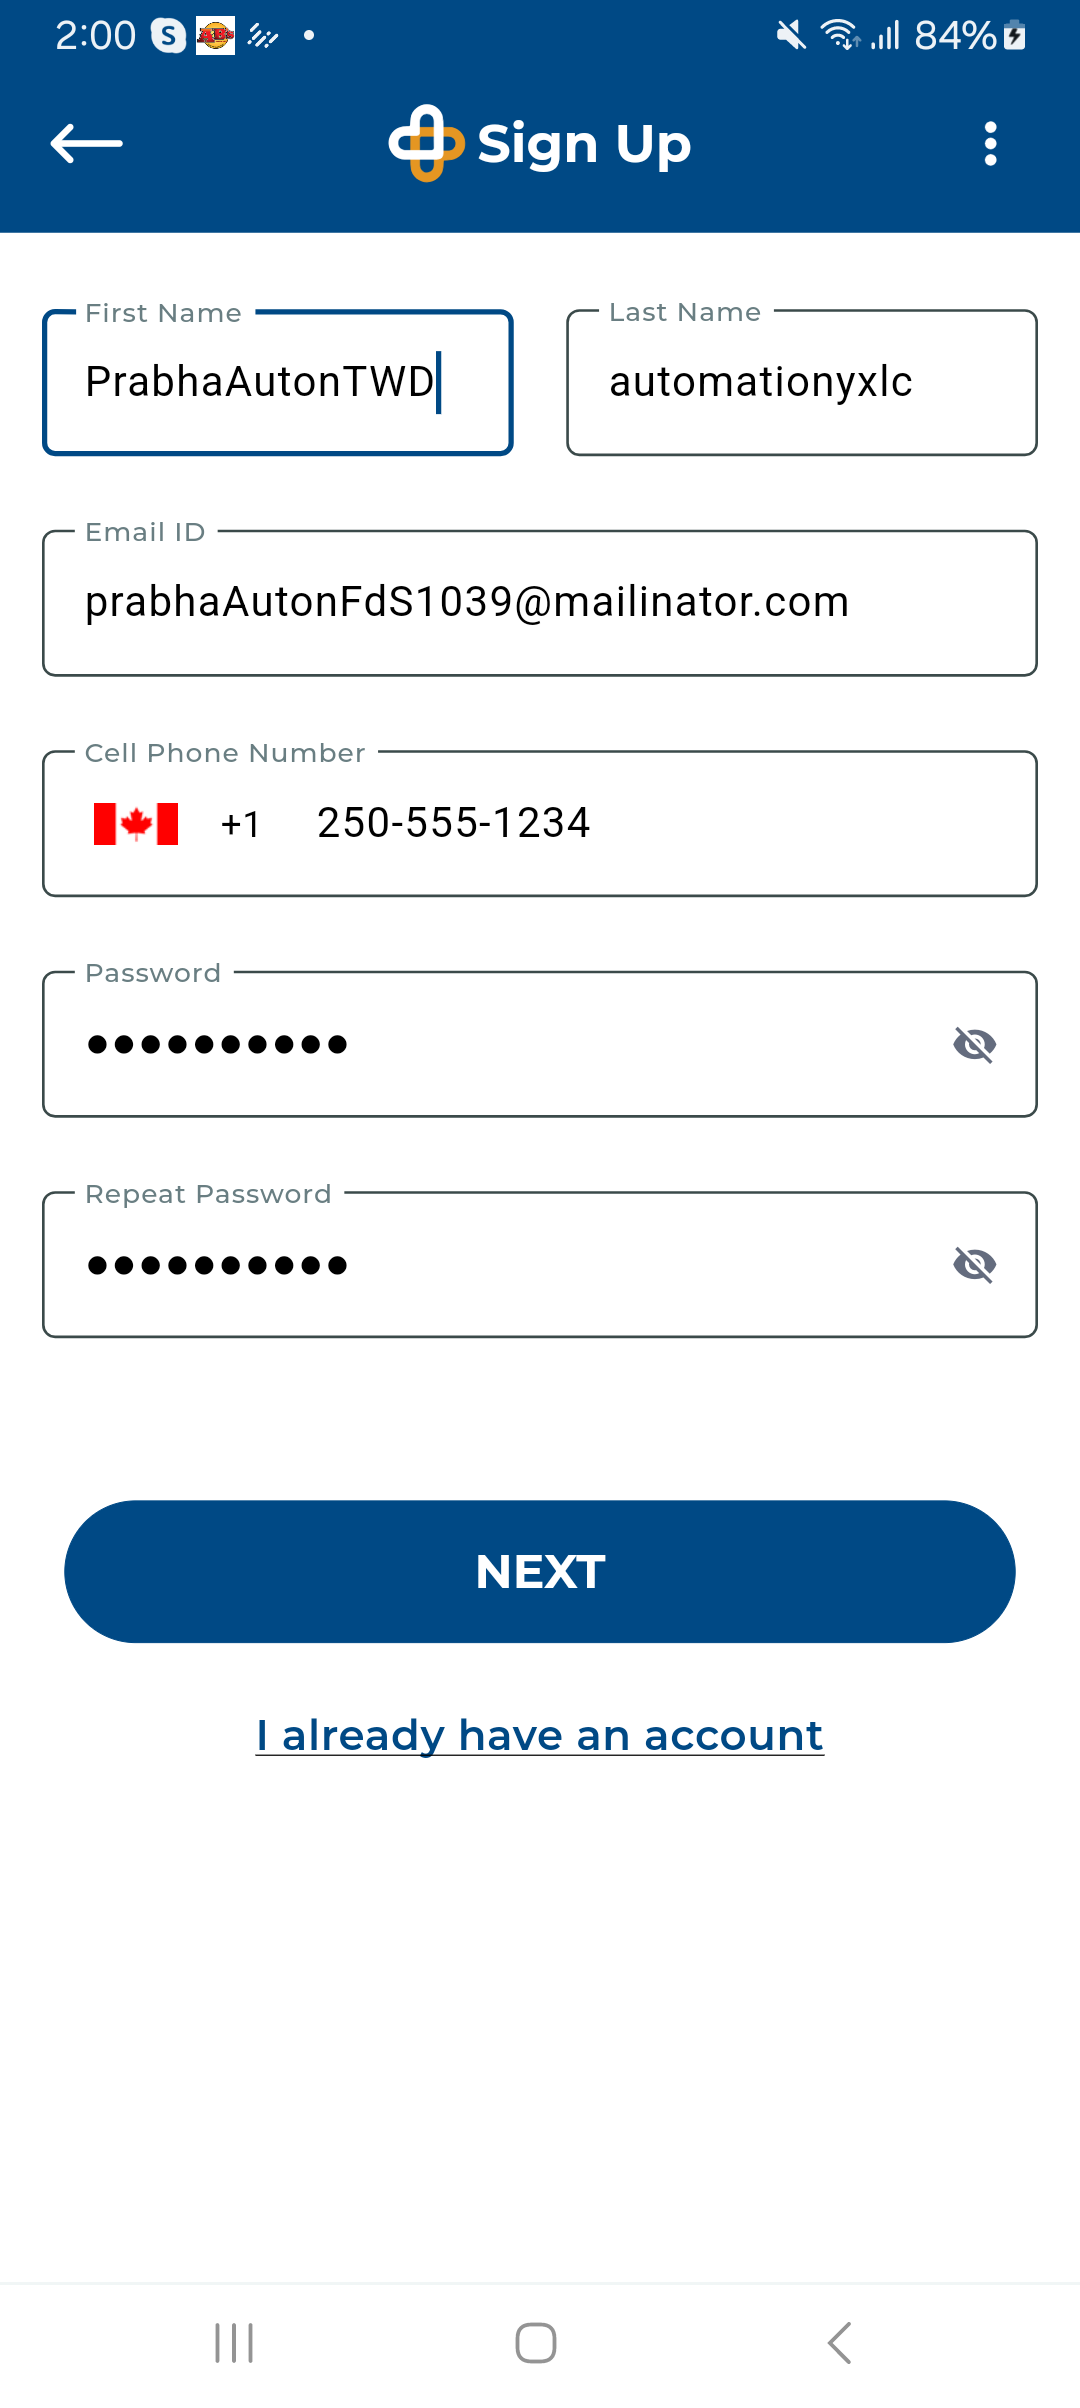 2:00
84%
Sign Up
First Name
PrabhaAutonTWD
Last Name
automationyxlc
Email ID
prabhaAutonFdS1039@mailinator.com
Cell Phone Number
+1 250-555-1234
Password
••••••••••
Repeat Password
••••••••••
NEXT
I already have an account